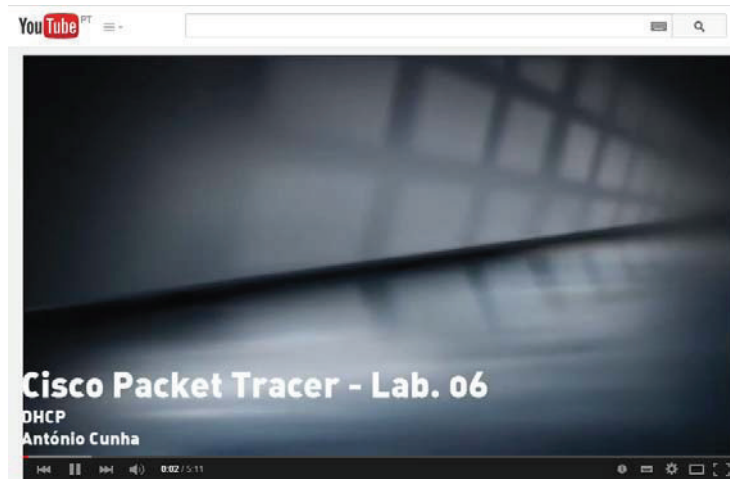 YouTube PT
Cisco Packet Tracer - Lab. 06
DHCP
António Cunha
0:02 / 5:11